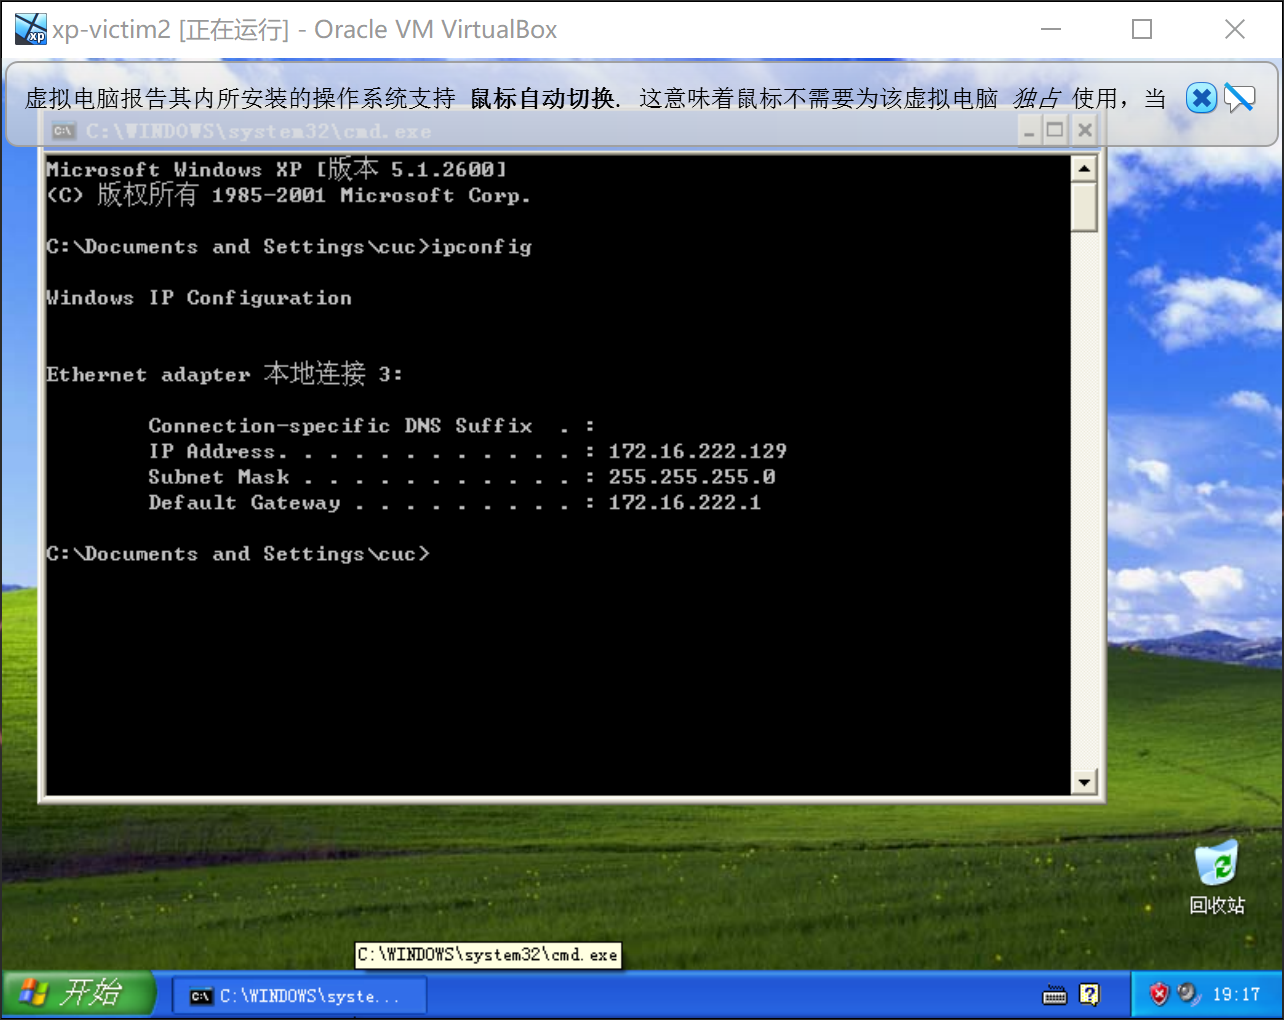 xp-victim2 [正在运行] - Oracle VM VirtualBox
虚拟电脑报告其内所安装的操作系统支持 鼠标自动切换. 这意味着鼠标不需要为该虚拟电脑 独占 使用，当
C:\WINDOWS\system32\cmd.exe
Microsoft Windows XP [版本 5.1.2600]
(C) 版权所有 1985-2001 Microsoft Corp.
C:\Documents and Settings\cuc>ipconfig
Windows IP Configuration
Ethernet adapter 本地连接 3:
Connection-specific DNS Suffix . :
IP Address. . . . . . . . . . . . : 172.16.222.129
Subnet Mask . . . . . . . . . . . : 255.255.255.0
Default Gateway . . . . . . . . . : 172.16.222.1
C:\Documents and Settings\cuc>
回收站
C:\WINDOWS\system32\cmd.exe
开始
C:\WINDOWS\syste...
19:17